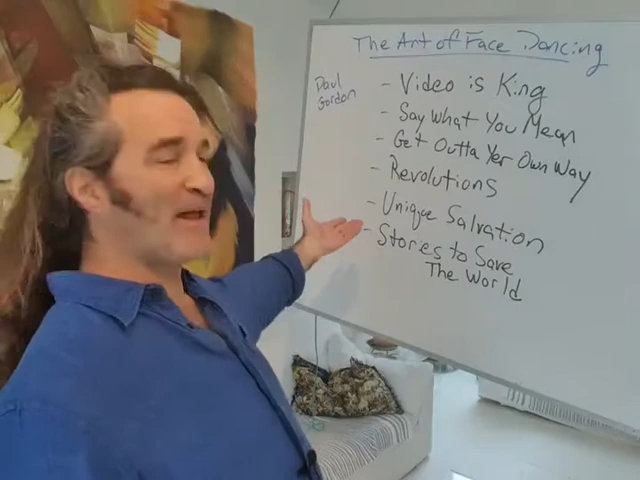 The Art of Face Dancing
Paul
Gordon
- Video is King
- Say What You Mean
- Get Outta Yer Own Way
- Revolutions
- Unique Salvation
- Stories to Save
The World